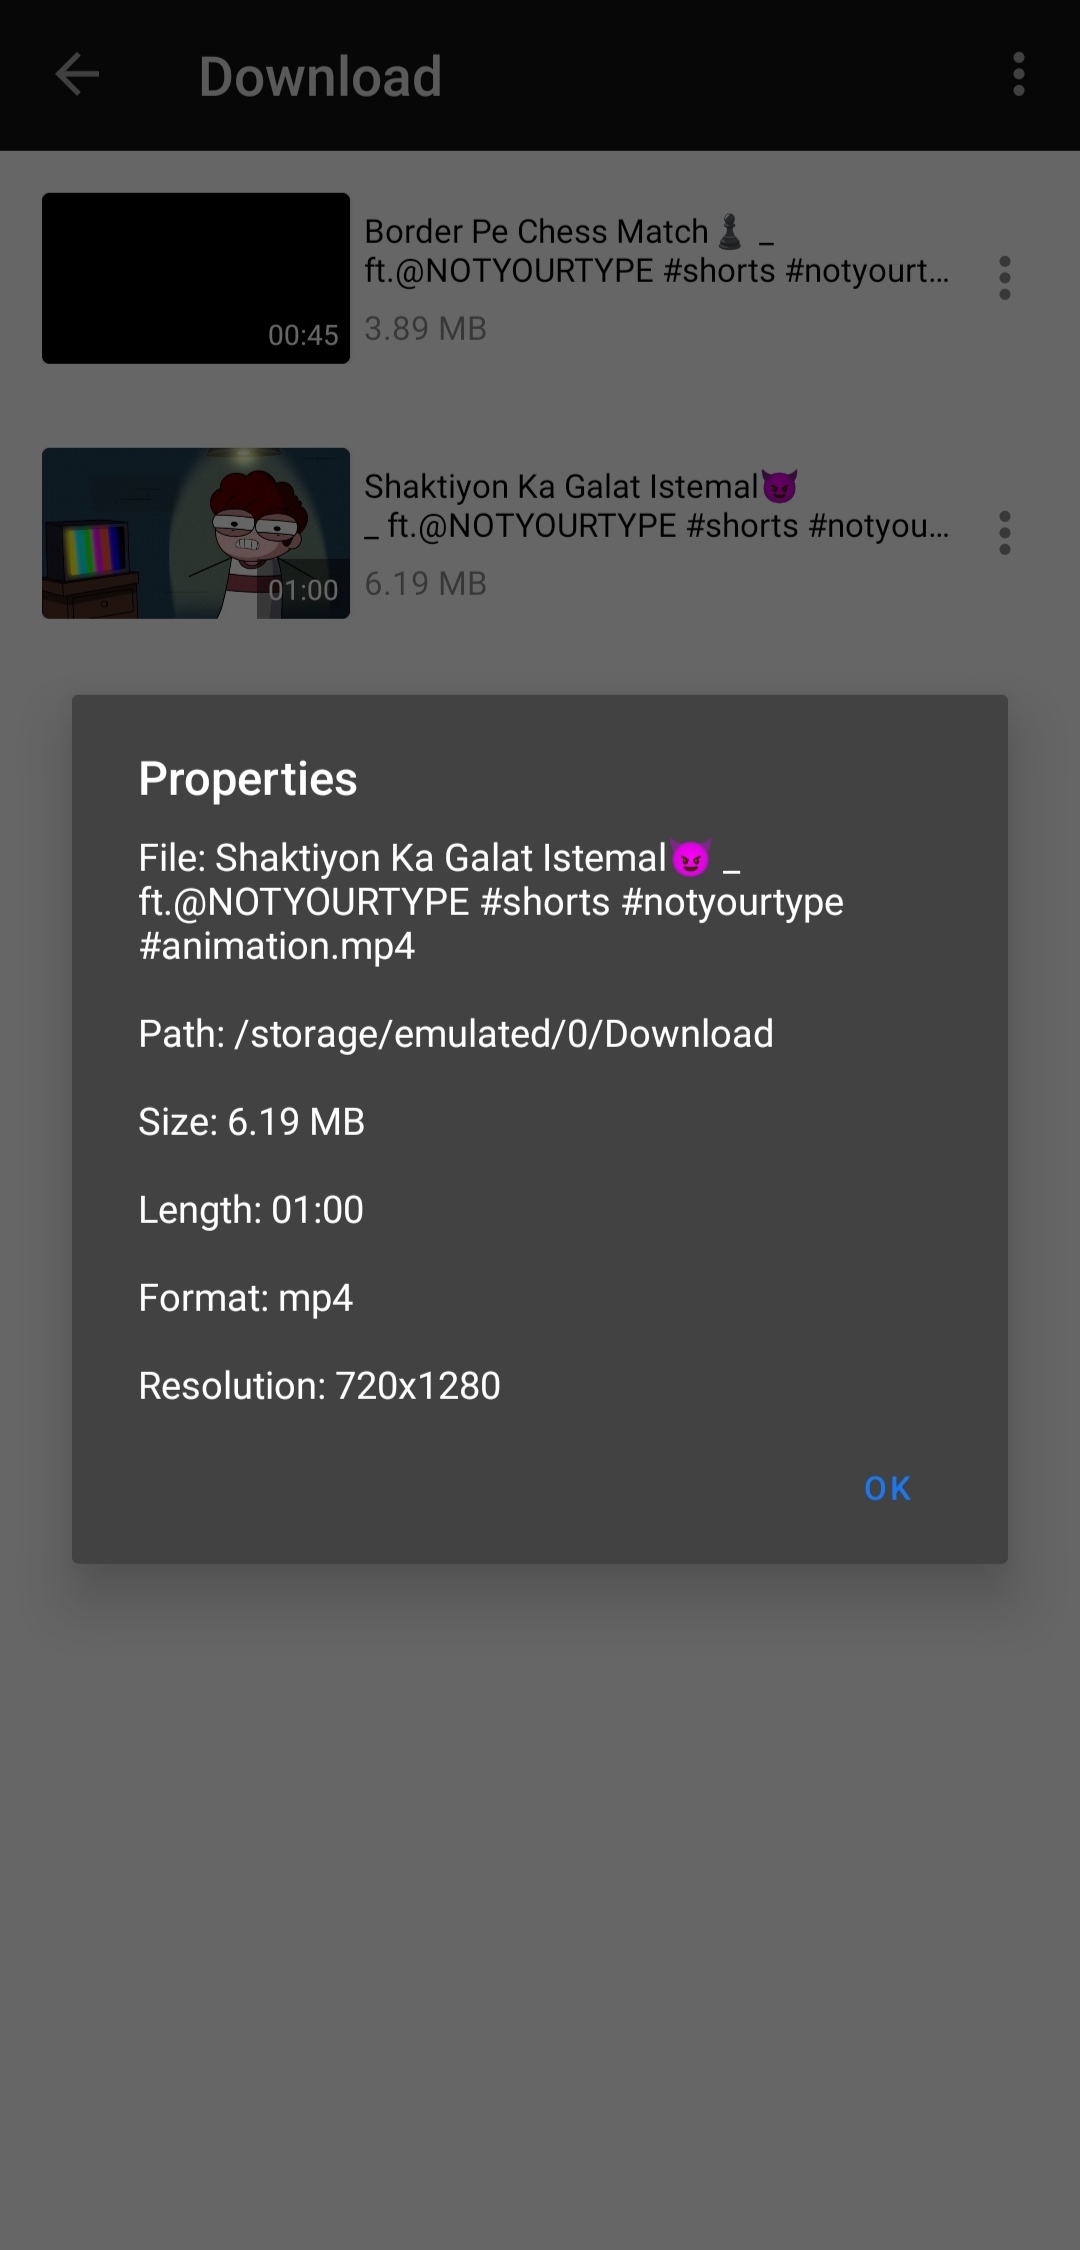 Download
Border Pe Chess Match♟️ _
ft.@NOTYOURTYPE #shorts #notyourt...
3.89 MB
00:45
Shaktiyon Ka Galat Istemal😈
_ ft.@NOTYOURTYPE #shorts #notyou...
6.19 MB
01:00
Properties
File: Shaktiyon Ka Galat Istemal😈 _
ft.@NOTYOURTYPE #shorts #notyourtype
#animation.mp4
Path: /storage/emulated/0/Download
Size: 6.19 MB
Length: 01:00
Format: mp4
Resolution: 720x1280
OK